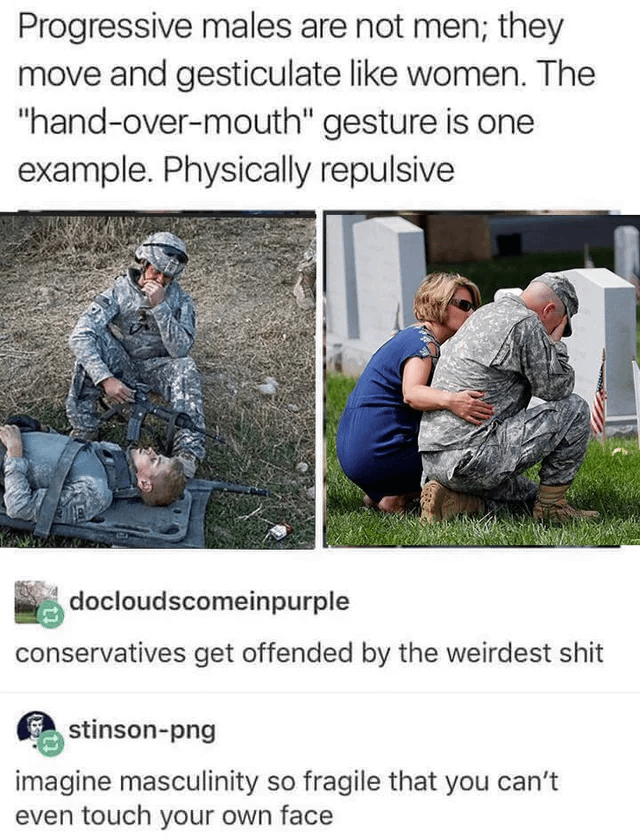 Progressive males are not men; they
move and gesticulate like women. The
"hand-over-mouth" gesture is one
example. Physically repulsive
docloudscomeinpurple
conservatives get offended by the weirdest shit
stinson-png
imagine masculinity so fragile that you can't
even touch your own face